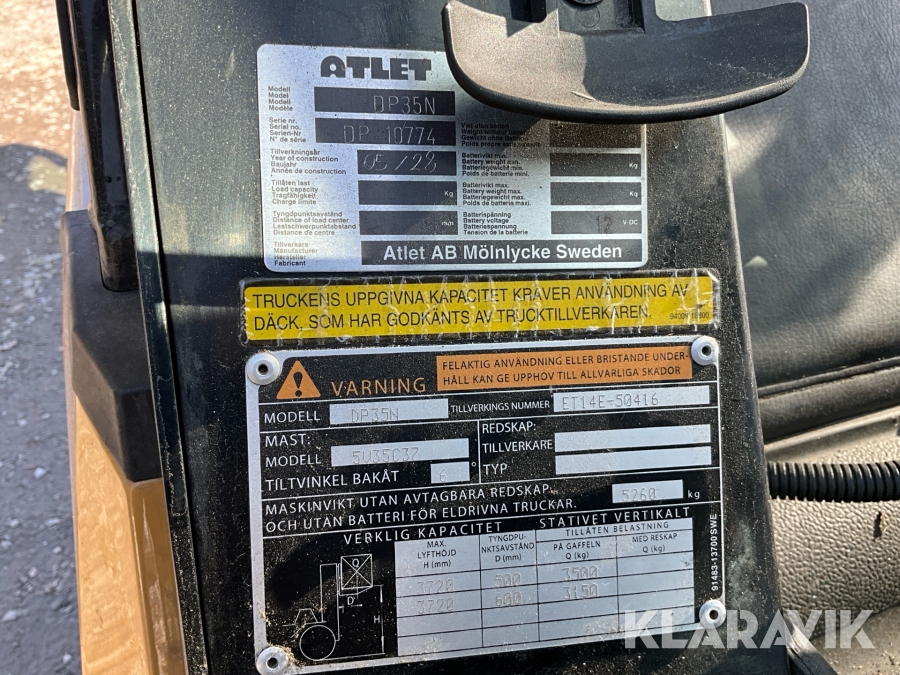 ATLET
Modell
Model
Modell
Modèle
DP35N
Serie nr.
Serial no.
Serien-Nr
N° de série
DP 10774
Vikt utan batteri
Weight without battery
Gewicht ohne Batterie
Poids propre sans batterie
Tillverkningsår
Year of construction
Baujahr
Année de construction
05/23
Batterivikt min.
Battery weight min.
Batteriegewicht min.
Poids de batterie mini.
Kg
Tillåten last
Load capacity
Tragfähigkeit
Charge limite
Kg
Batterivikt max.
Battery weight max.
Batteriegewicht max.
Poids de batterie maxi.
Kg
Tyngdpunktsavstånd
Distance of load center
Lastschwerpunktabstand
Distance de centre
mm
Batterispänning
Battery voltage
Batteriespannung
Tension de la batterie
12 V-DC
Tillverkare
Manufacturer
Hersteller
Fabricant
Atlet AB Mölnlycke Sweden
TRUCKENS UPPGIVNA KAPACITET KRÄVER ANVÄNDNING AV
DÄCK, SOM HAR GODKÄNTS AV TRUCKTILLVERKAREN.
VARNING
FELAKTIG ANVÄNDNING ELLER BRISTANDE UNDER-
HÅLL KAN GE UPPHOV TILL ALLVARLIGA SKADOR
MODELL DP35N TILLVERKINGS NUMMER ET14E-50416
MAST:
MODELL 5V35C37
TILTVINKEL BAKÅT 6 °
REDSKAP:
TILLVERKARE
TYP
MASKINVIKT UTAN AVTAGBARA REDSKAP
OCH UTAN BATTERI FÖR ELDRIVNA TRUCKAR. 5260 kg
VERKLIG KAPACITET STATIVET VERTIKALT
MAX.
LYFTHÖJD
H (mm)
TYNGDPU-
NKTSAVSTÅND
D (mm)
TILLÅTEN BELASTNING
PÅ GAFFELN
Q (kg)
MED RESKAP
Q (kg)
3720 500 3500
3720 600 3150
Q
D
H
91483-13700 SWE
KLARAVIK